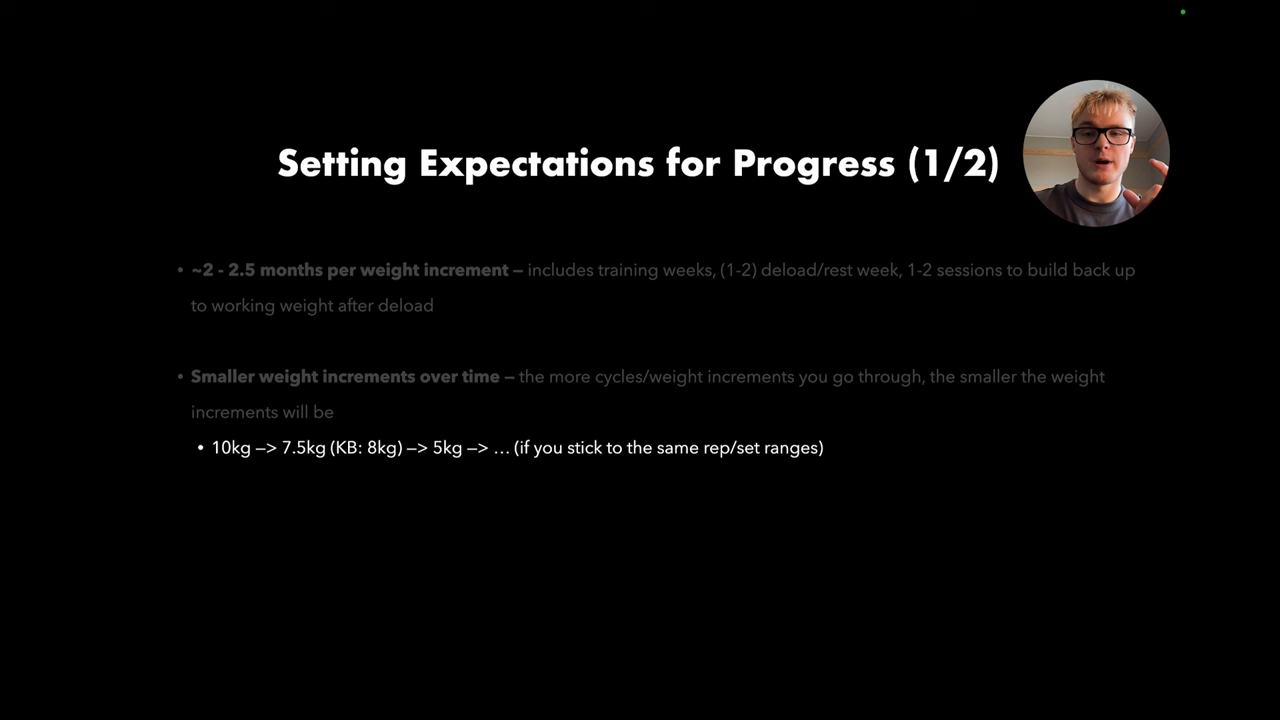 Setting Expectations for Progress (1/2)
• ~2 - 2.5 months per weight increment – includes training weeks, (1-2) deload/rest week, 1-2 sessions to build back up
to working weight after deload
• Smaller weight increments over time – the more cycles/weight increments you go through, the smaller the weight
increments will be
• 10kg –> 7.5kg (KB: 8kg) –> 5kg –> … (if you stick to the same rep/set ranges)